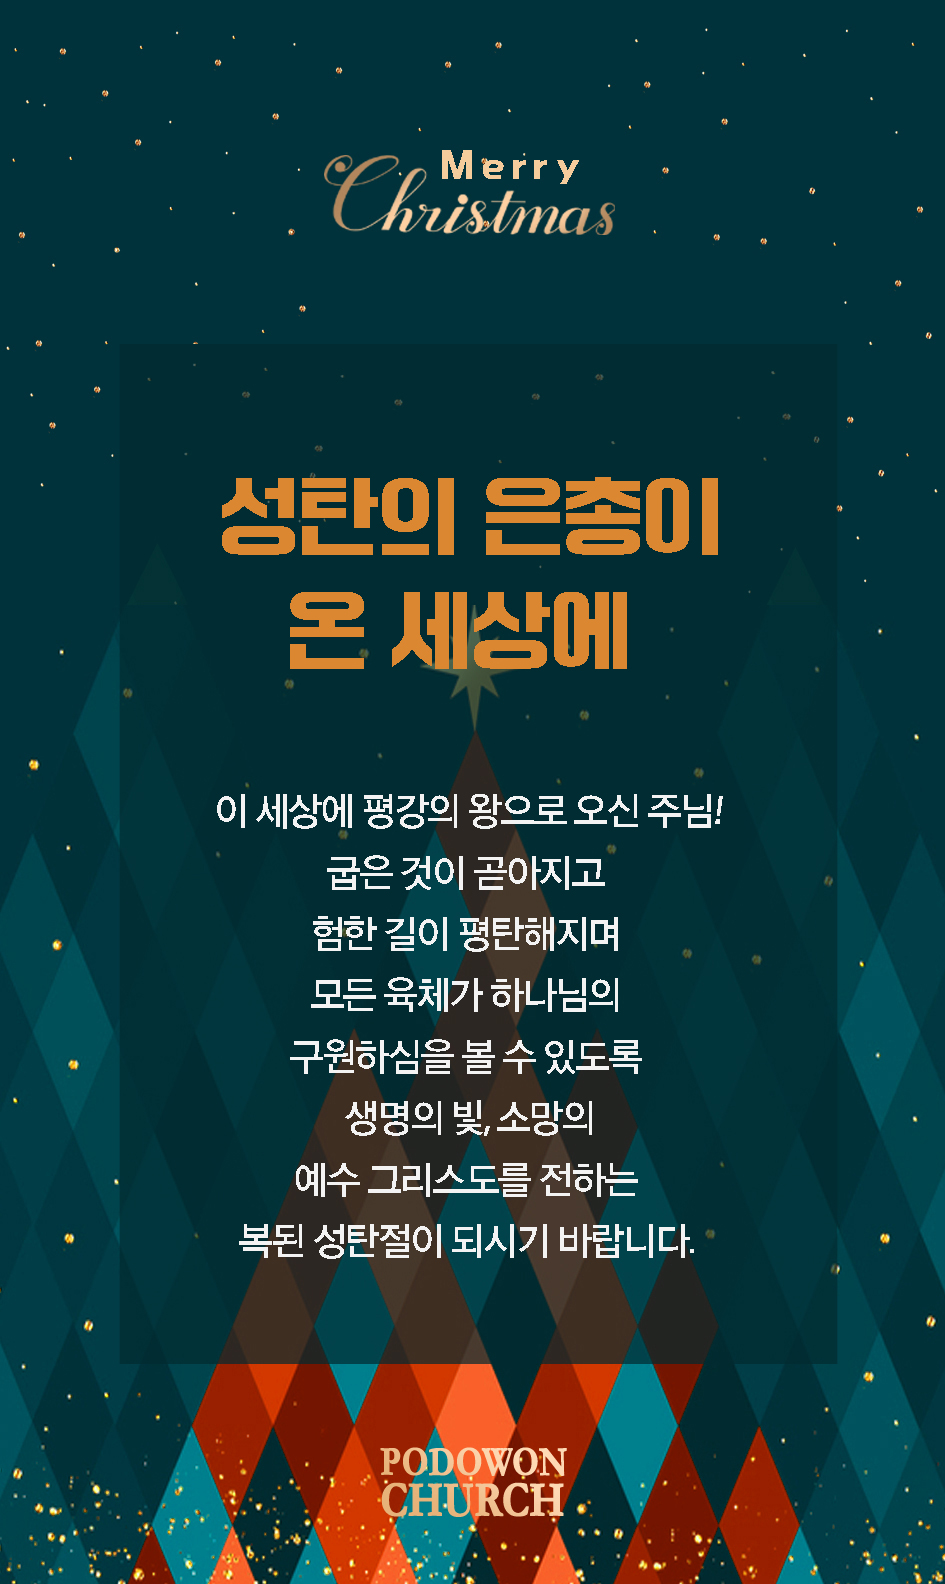 Merry
Christmas
성탄의 은총이
온 세상에
이 세상에 평강의 왕으로 오신 주님!
굽은 것이 곧아지고
험한 길이 평탄해지며
모든 육체가 하나님의
구원하심을 볼 수 있도록
생명의 빛, 소망의
예수 그리스도를 전하는
복된 성탄절이 되시기 바랍니다.
PODOWON
CHURCH